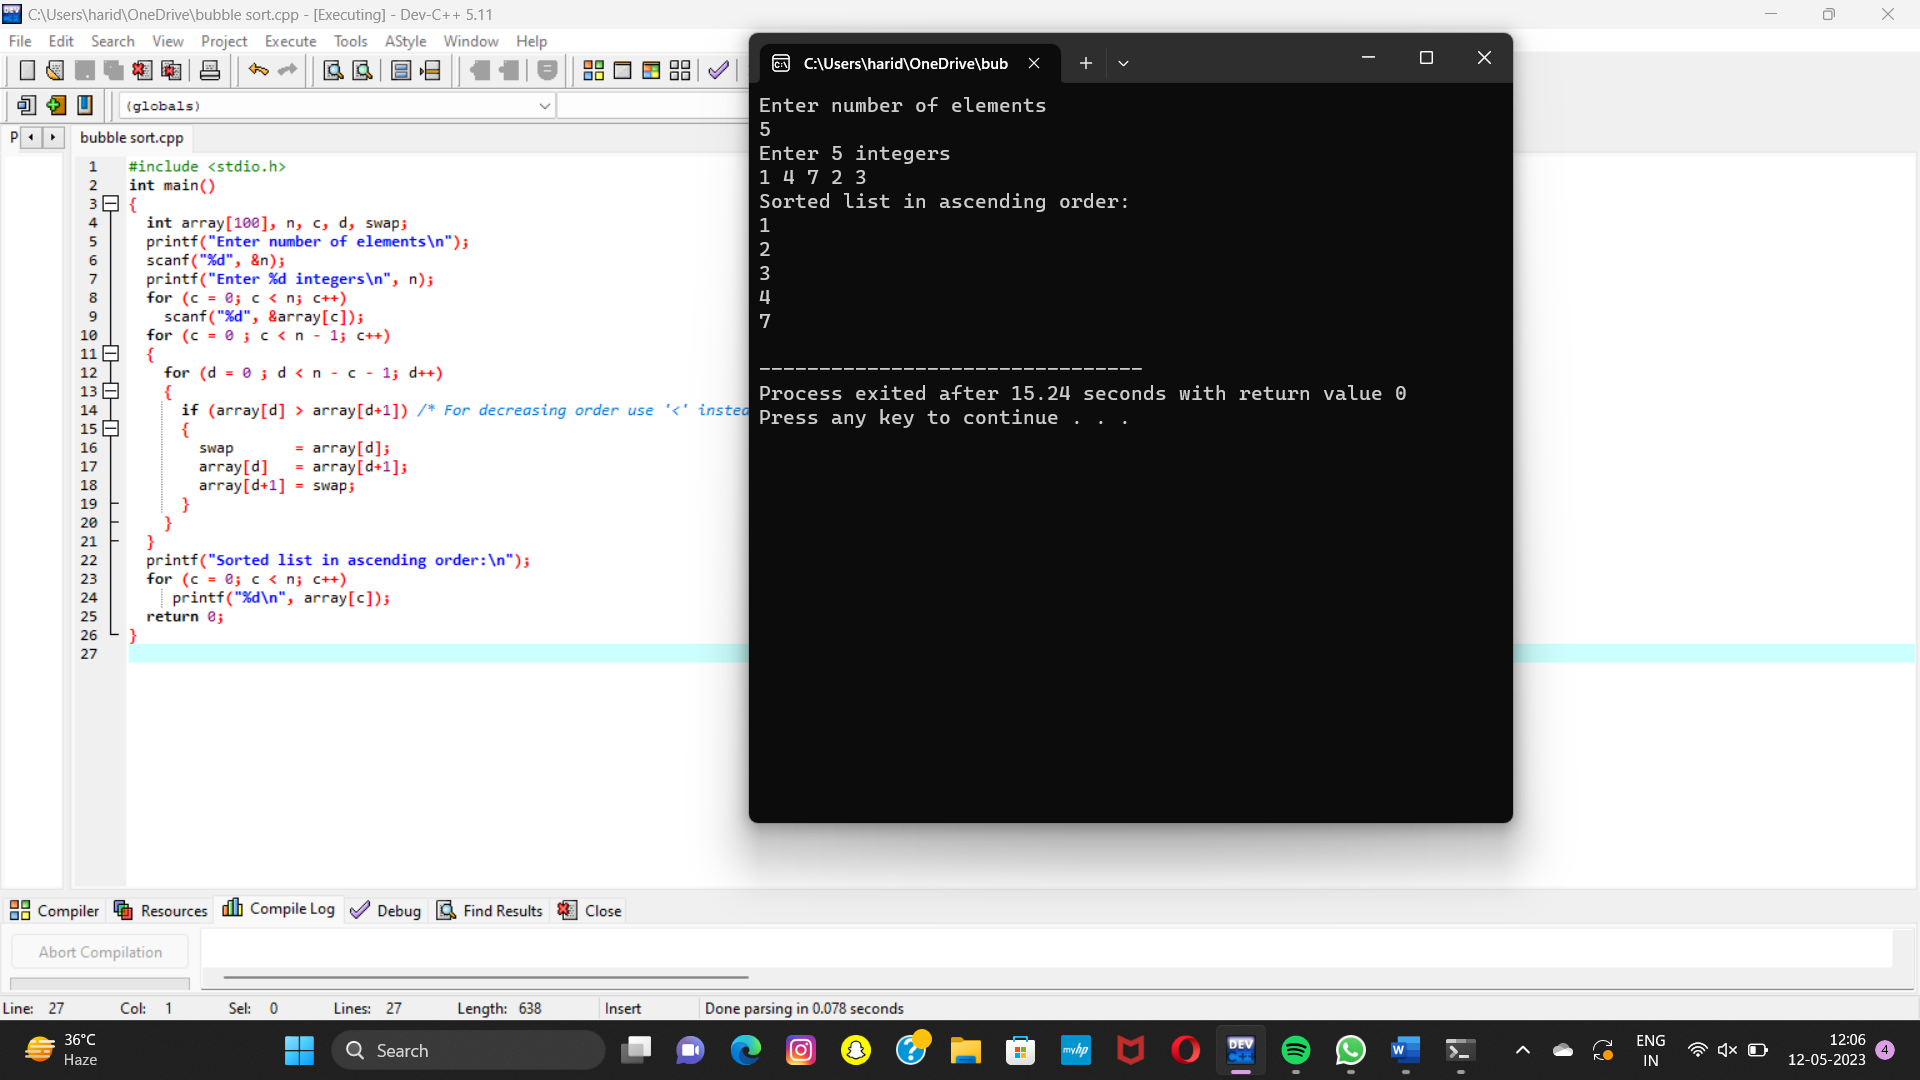 C:\Users\harid\OneDrive\bubble sort.cpp - [Executing] - Dev-C++ 5.11
File Edit Search View Project Execute Tools AStyle Window Help
(globals)
P bubble sort.cpp
1 #include <stdio.h>
2 int main()
3 {
4 int array[100], n, c, d, swap;
5 printf("Enter number of elements\n");
6 scanf("%d", &n);
7 printf("Enter %d integers\n", n);
8 for (c = 0; c < n; c++)
9 scanf("%d", &array[c]);
10 for (c = 0 ; c < n - 1; c++)
11 {
12 for (d = 0 ; d < n - c - 1; d++)
13 {
14 if (array[d] > array[d+1]) /* For decreasing order use '<' instea
15 {
16 swap = array[d];
17 array[d] = array[d+1];
18 array[d+1] = swap;
19 }
20 }
21 }
22 printf("Sorted list in ascending order:\n");
23 for (c = 0; c < n; c++)
24 printf("%d\n", array[c]);
25 return 0;
26 }
27
C:\Users\harid\OneDrive\bub
Enter number of elements
5
Enter 5 integers
1 4 7 2 3
Sorted list in ascending order:
1
2
3
4
7
--------------------------------
Process exited after 15.24 seconds with return value 0
Press any key to continue . . .
Compiler Resources Compile Log Debug Find Results Close
Abort Compilation
Line: 27 Col: 1 Sel: 0 Lines: 27 Length: 638 Insert Done parsing in 0.078 seconds
36°C
Haze
Search
myhp
DEV
W
ENG
IN
12:06
12-05-2023
4